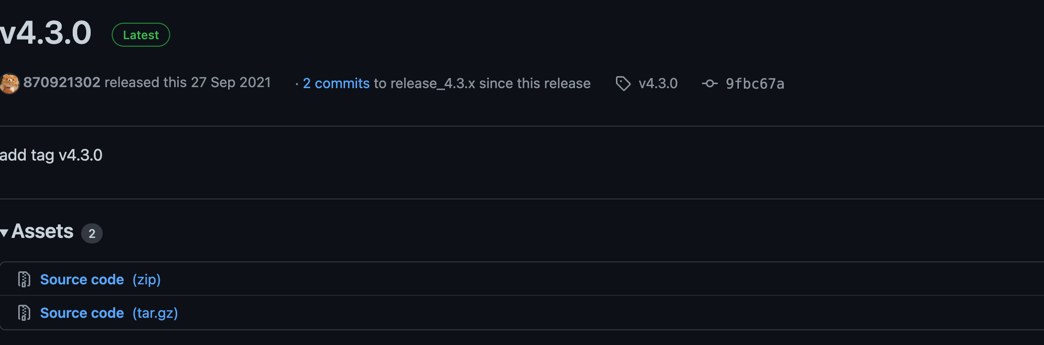 v4.3.0 Latest
870921302 released this 27 Sep 2021 · 2 commits to release_4.3.x since this release v4.3.0 9fbc67a
add tag v4.3.0
Assets 2
Source code (zip)
Source code (tar.gz)